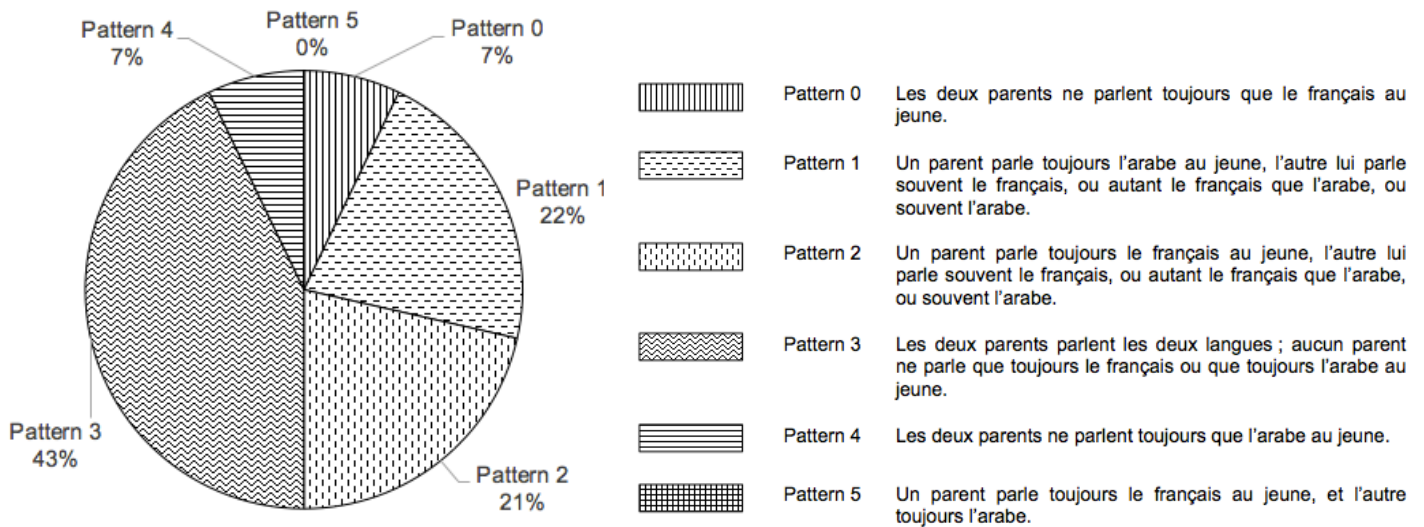 Pattern 5
0%
Pattern 4
7%
Pattern 0
7%
Pattern 1
22%
Pattern 3
43%
Pattern 2
21%
Pattern 0 Les deux parents ne parlent toujours que le français au
jeune.
Pattern 1 Un parent parle toujours l'arabe au jeune, l'autre lui parle
souvent le français, ou autant le français que l'arabe, ou
souvent l'arabe.
Pattern 2 Un parent parle toujours le français au jeune, l'autre lui
parle souvent le français, ou autant le français que l'arabe,
ou souvent l'arabe.
Pattern 3 Les deux parents parlent les deux langues ; aucun parent
ne parle que toujours le français ou que toujours l'arabe au
jeune.
Pattern 4 Les deux parents ne parlent toujours que l'arabe au jeune.
Pattern 5 Un parent parle toujours le français au jeune, et l'autre
toujours l'arabe.